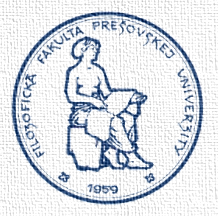 FILOZOFICKÁ FAKULTA PREŠOVSKEJ UNIVERZITY
1959